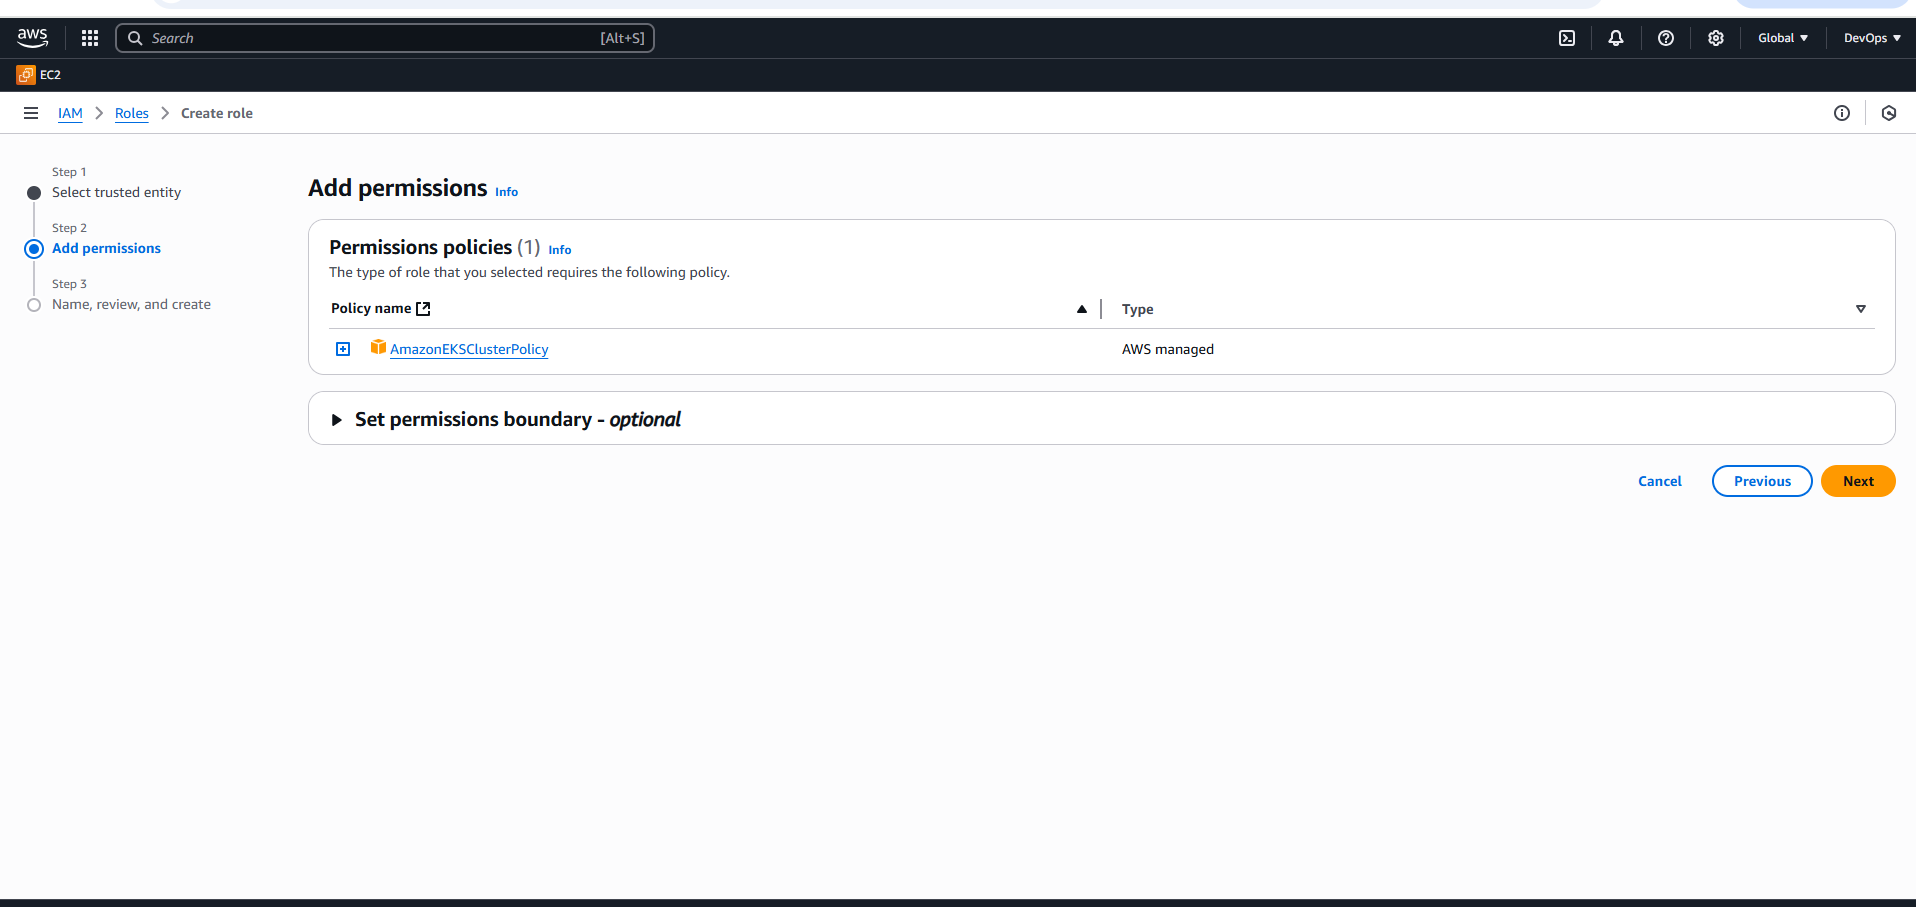 aws
Search [Alt+S] Global DevOps
EC2
IAM Roles Create role
Step 1
Select trusted entity
Step 2
Add permissions
Step 3
Name, review, and create
Add permissions Info
Permissions policies (1) Info
The type of role that you selected requires the following policy.
Policy name Type
AmazonEKSClusterPolicy AWS managed
Set permissions boundary - optional
Cancel Previous Next